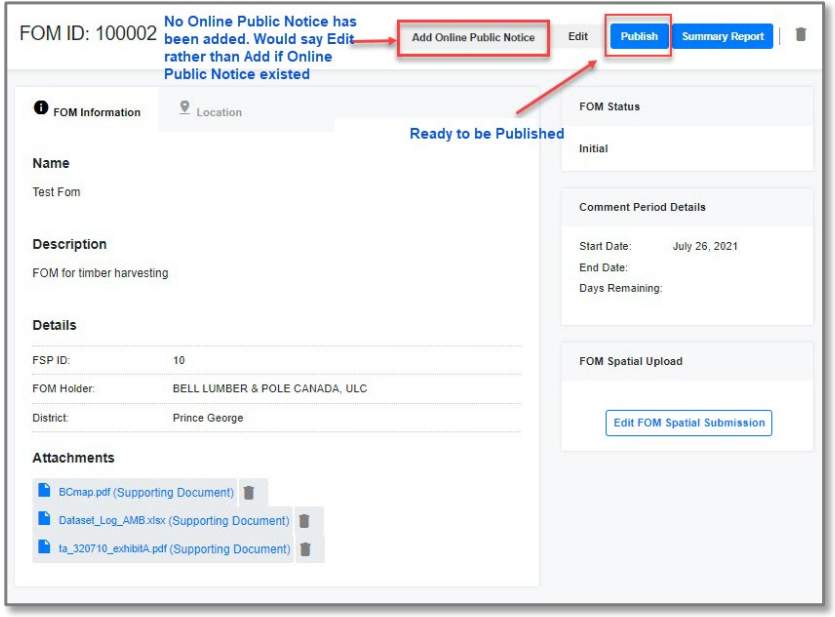 FOM ID: 100002
No Online Public Notice has
been added. Would say Edit
rather than Add if Online
Public Notice existed
Add Online Public Notice
Edit
Publish
Summary Report
Ready to be Published
FOM Information
Location
Name
Test Fom
Description
FOM for timber harvesting
Details
FSP ID: 10
FOM Holder: BELL LUMBER & POLE CANADA, ULC
District: Prince George
Attachments
BCmap.pdf (Supporting Document)
Dataset_Log_AMB.xlsx (Supporting Document)
ta_320710_exhibitA.pdf (Supporting Document)
FOM Status
Initial
Comment Period Details
Start Date: July 26, 2021
End Date:
Days Remaining:
FOM Spatial Upload
Edit FOM Spatial Submission